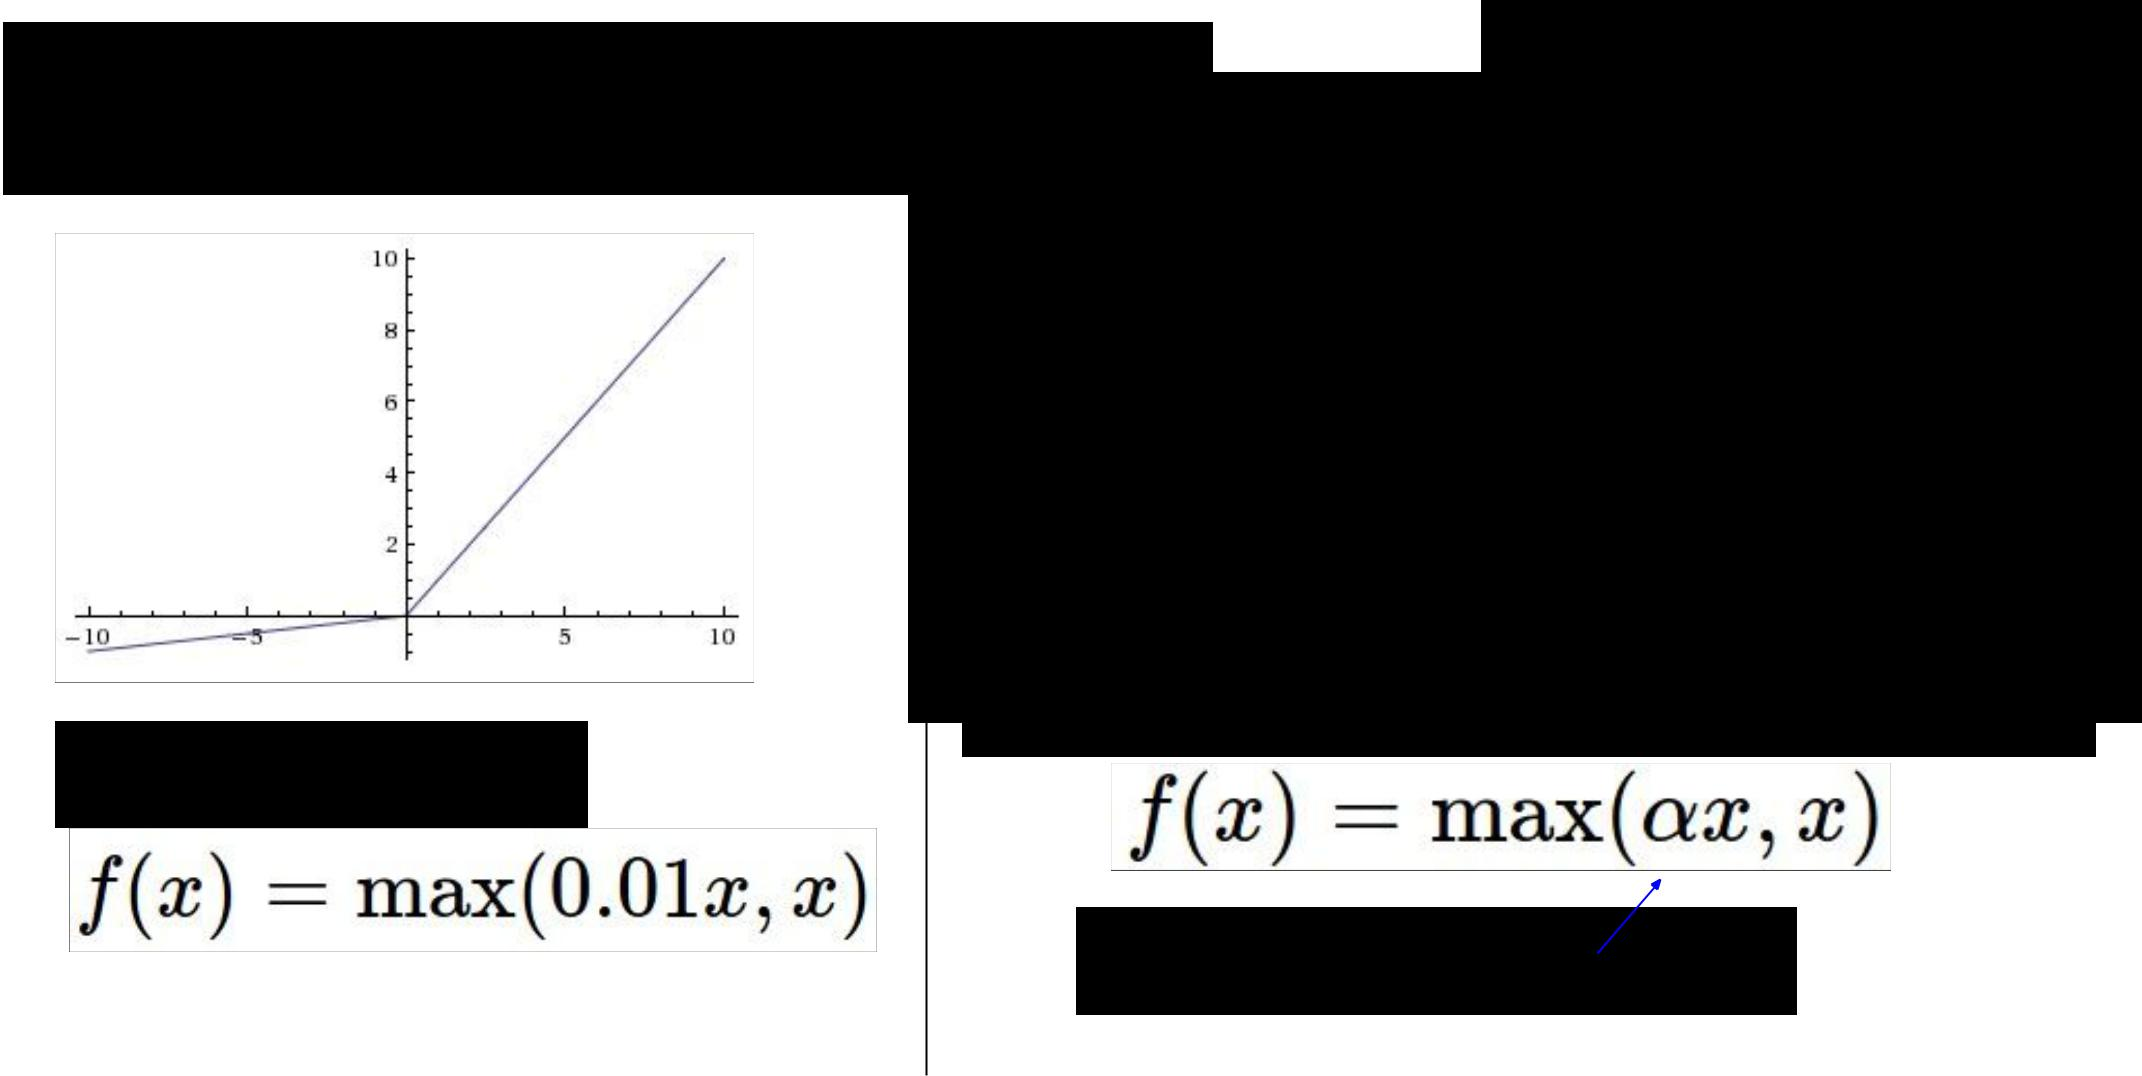 10
8
6
4
2
−10 −5 5 10
f(x) = max(0.01x, x)
f(x) = max(αx, x)